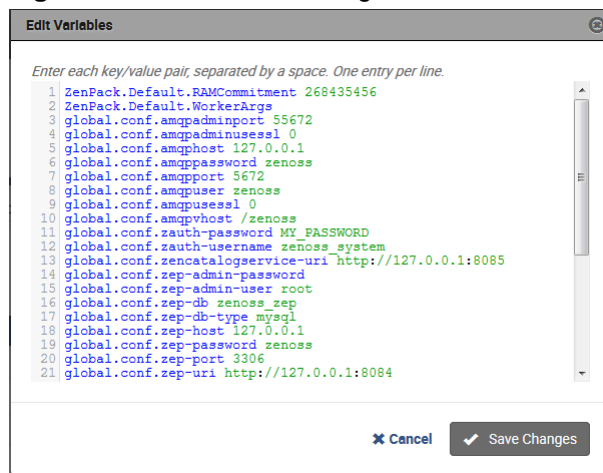 Edit Variables
Enter each key/value pair, separated by a space. One entry per line.
1 ZenPack.Default.RAMCommitment 268435456
2 ZenPack.Default.WorkerArgs
3 global.conf.amqpadminport 55672
4 global.conf.amqpadminusessl 0
5 global.conf.amqphost 127.0.0.1
6 global.conf.amqppassword zenoss
7 global.conf.amqpport 5672
8 global.conf.amqpuser zenoss
9 global.conf.amqpusessl 0
10 global.conf.amqpvhost /zenoss
11 global.conf.zauth-password MY_PASSWORD
12 global.conf.zauth-username zenoss_system
13 global.conf.zencatalogservice-uri http://127.0.0.1:8085
14 global.conf.zep-admin-password
15 global.conf.zep-admin-user root
16 global.conf.zep-db zenoss_zep
17 global.conf.zep-db-type mysql
18 global.conf.zep-host 127.0.0.1
19 global.conf.zep-password zenoss
20 global.conf.zep-port 3306
21 global.conf.zep-uri http://127.0.0.1:8084
Cancel
Save Changes